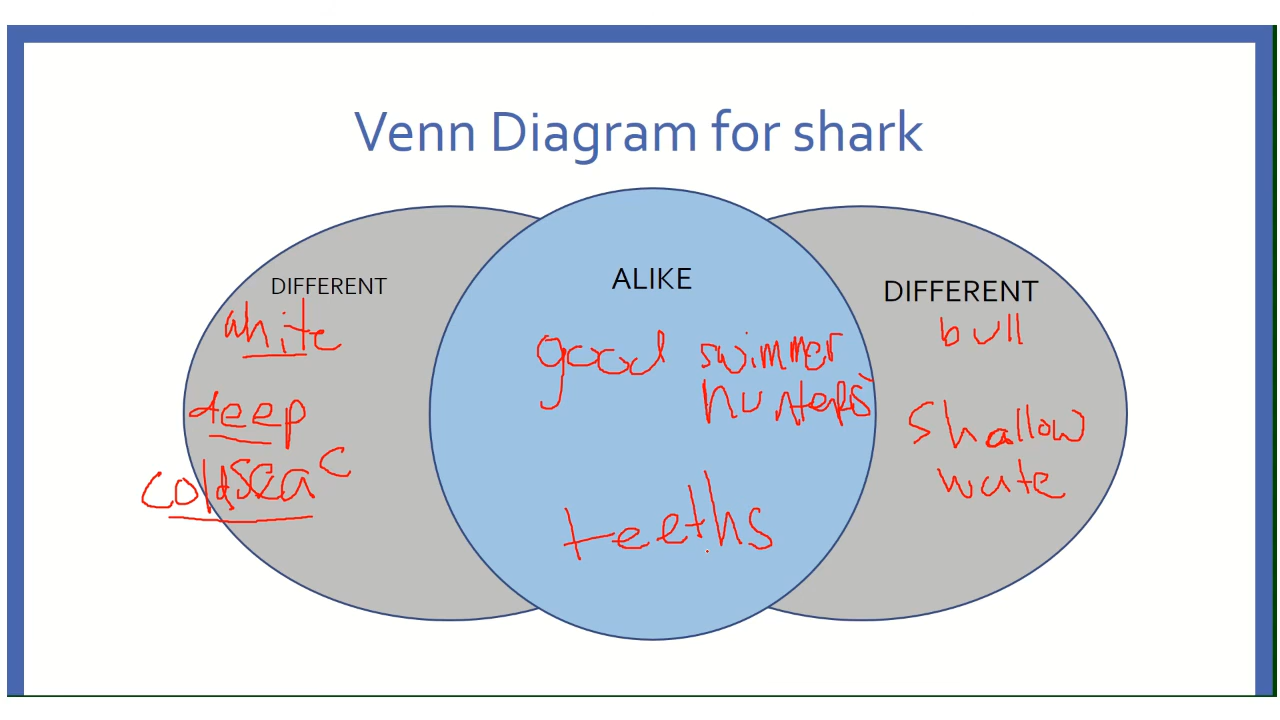 Venn Diagram for shark
DIFFERENT
white
deep
coldsea c
ALIKE
good swimmer
hunters
teeths
DIFFERENT
bull
shallow
wate